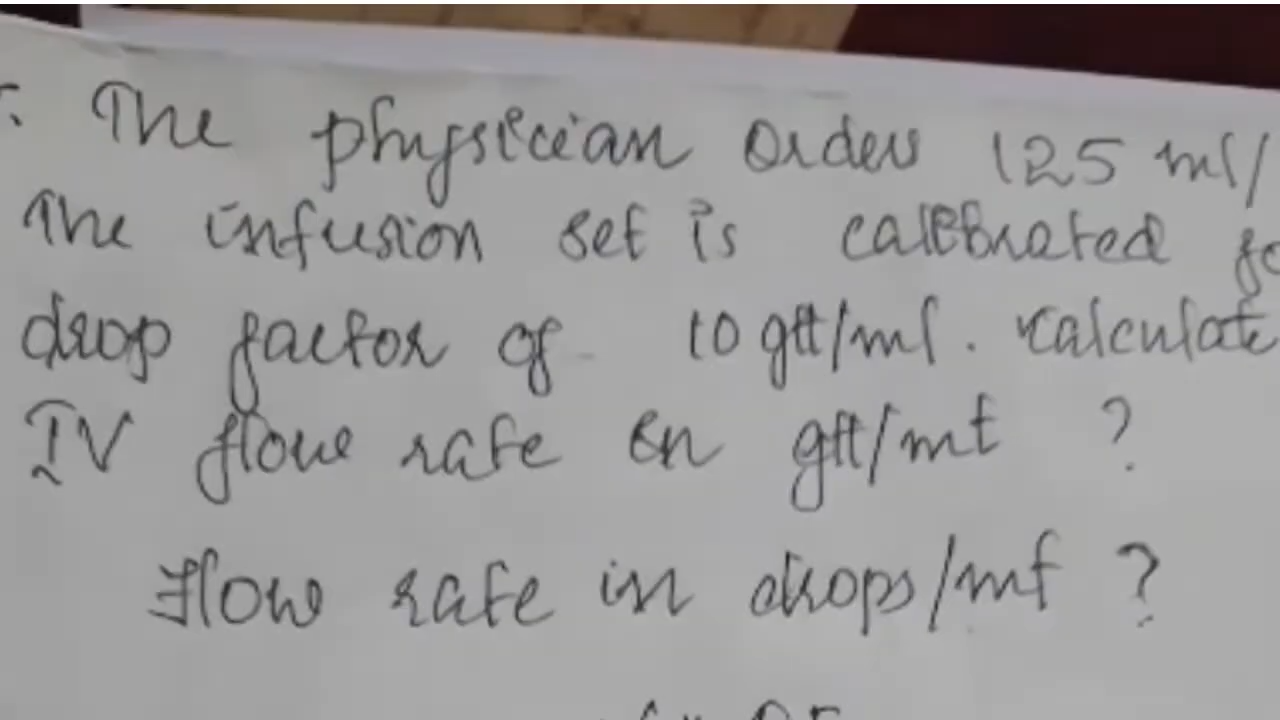 The physician orders 125 ml/
The infusion set is calibrated
drop factor of 10 gtt/ml. calculate
IV flow rate in gtt/mt ?
Flow rate in drops/mt ?